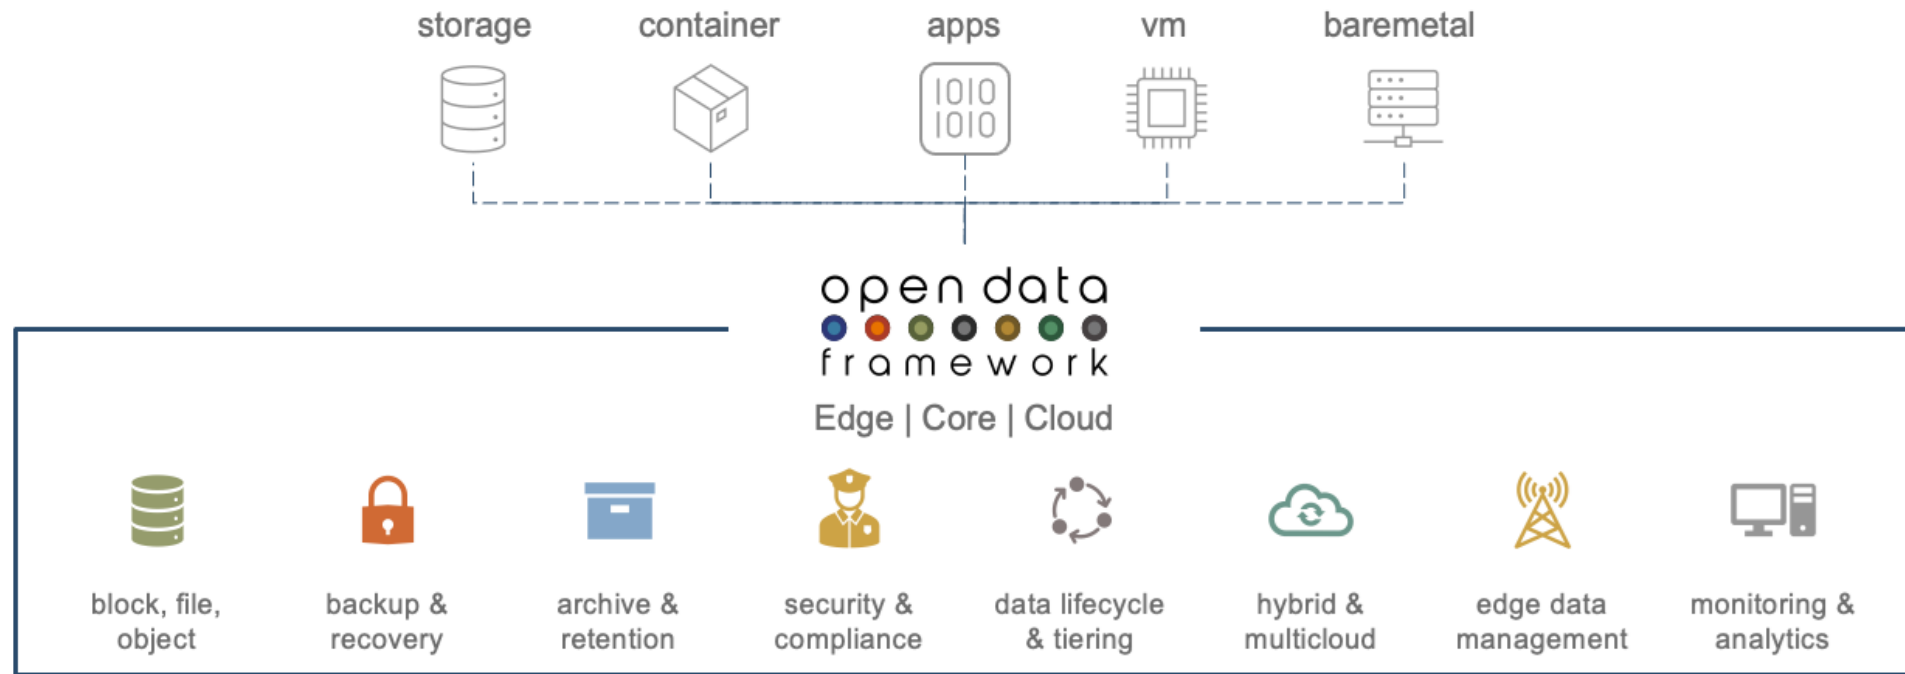 storage container apps vm baremetal
1010
1010
open data
framework
Edge | Core | Cloud
block, file,
object
backup &
recovery
archive &
retention
security &
compliance
data lifecycle
& tiering
hybrid &
multicloud
edge data
management
monitoring &
analytics